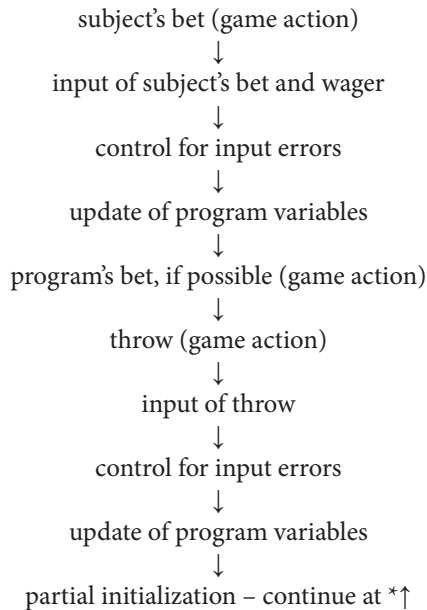 subject's bet (game action)
↓
input of subject's bet and wager
↓
control for input errors
↓
update of program variables
↓
program's bet, if possible (game action)
↓
throw (game action)
↓
input of throw
↓
control for input errors
↓
update of program variables
↓
partial initialization – continue at *↑